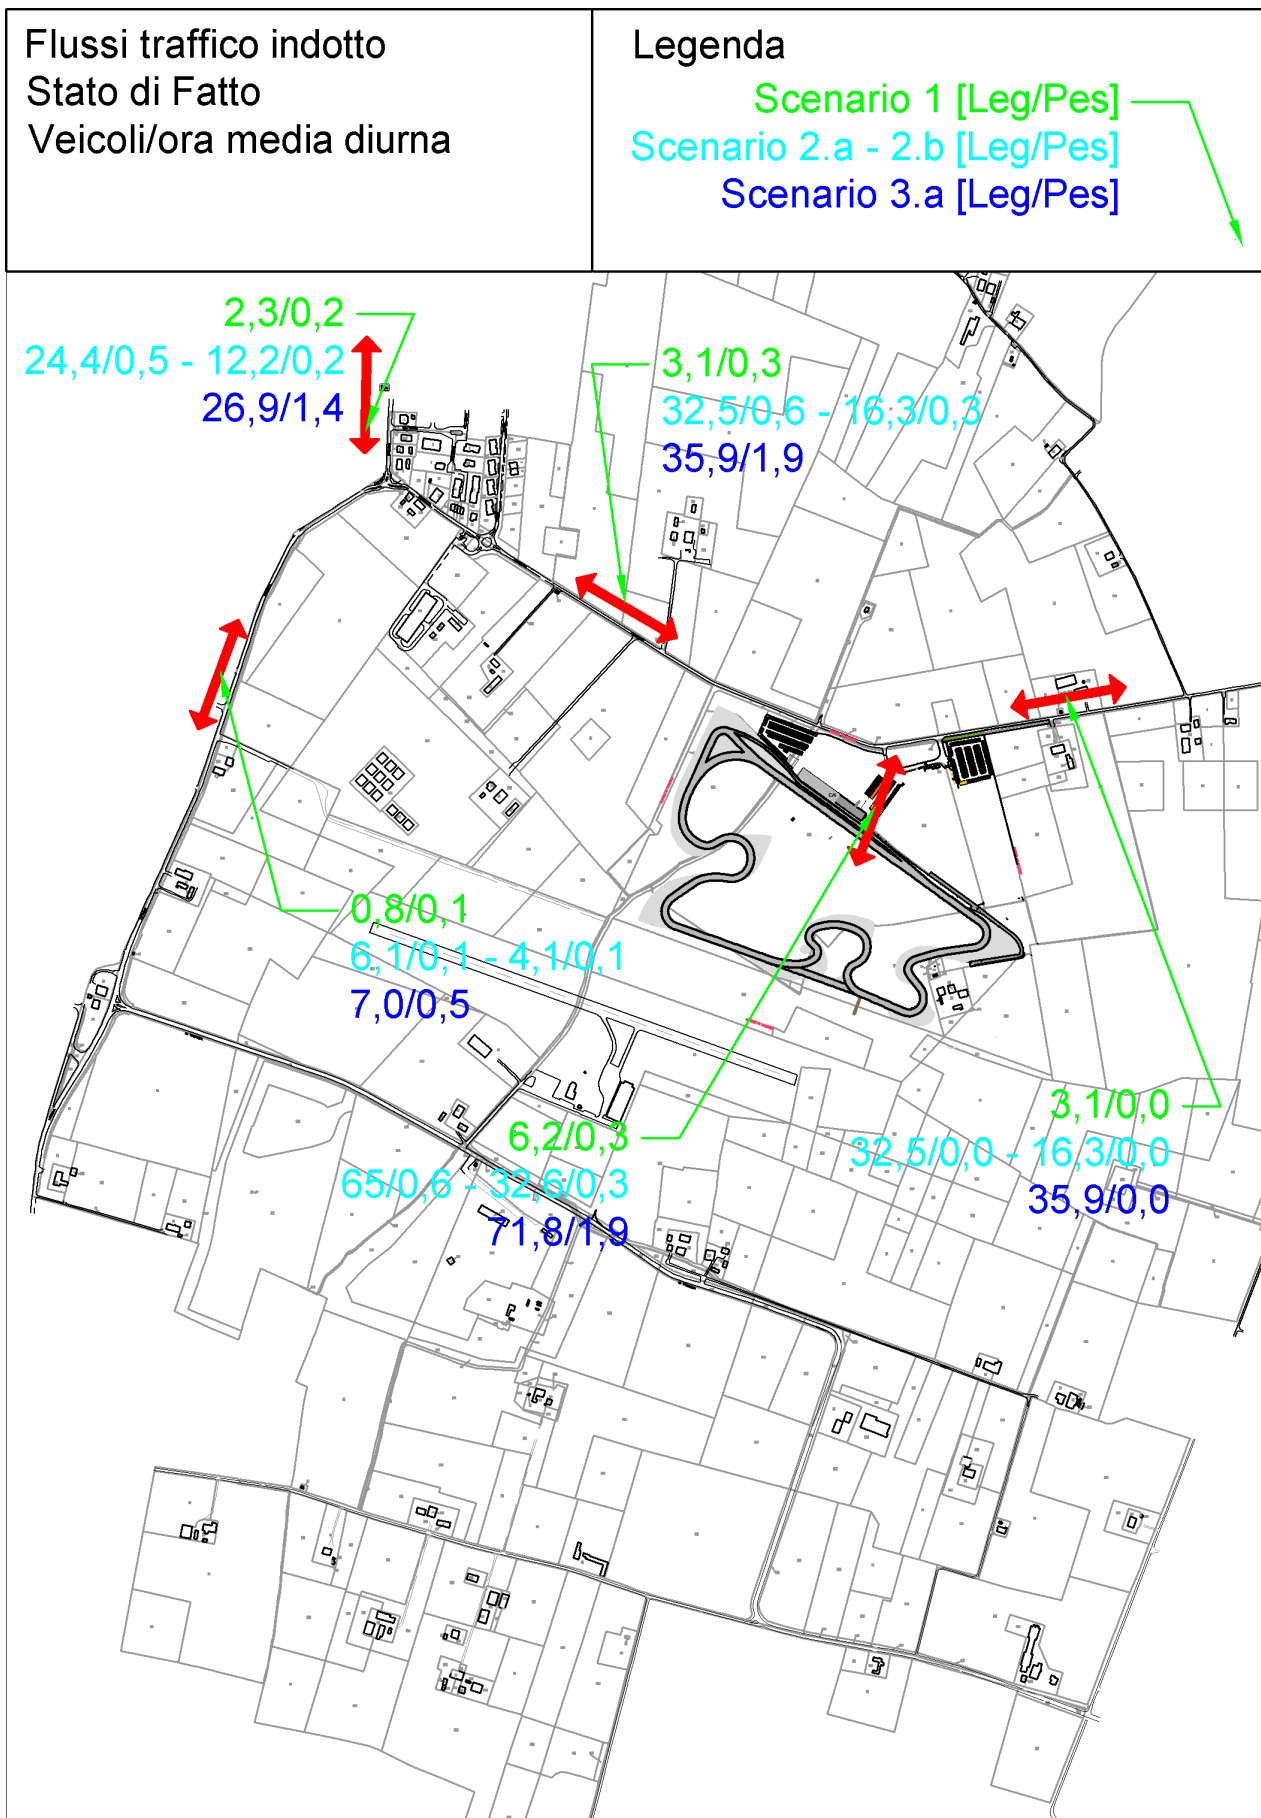 Flussi traffico indotto
Stato di Fatto
Veicoli/ora media diurna
Legenda
Scenario 1 [Leg/Pes]
Scenario 2.a - 2.b [Leg/Pes]
Scenario 3.a [Leg/Pes]
2,3/0,2
24,4/0,5 - 12,2/0,2
26,9/1,4
3,1/0,3
32,5/0,6 - 16,3/0,3
35,9/1,9
0,8/0,1
6,1/0,1 - 4,1/0,1
7,0/0,5
6,2/0,3
65/0,6 - 32,6/0,3
71,8/1,9
3,1/0,0
32,5/0,0 - 16,3/0,0
35,9/0,0